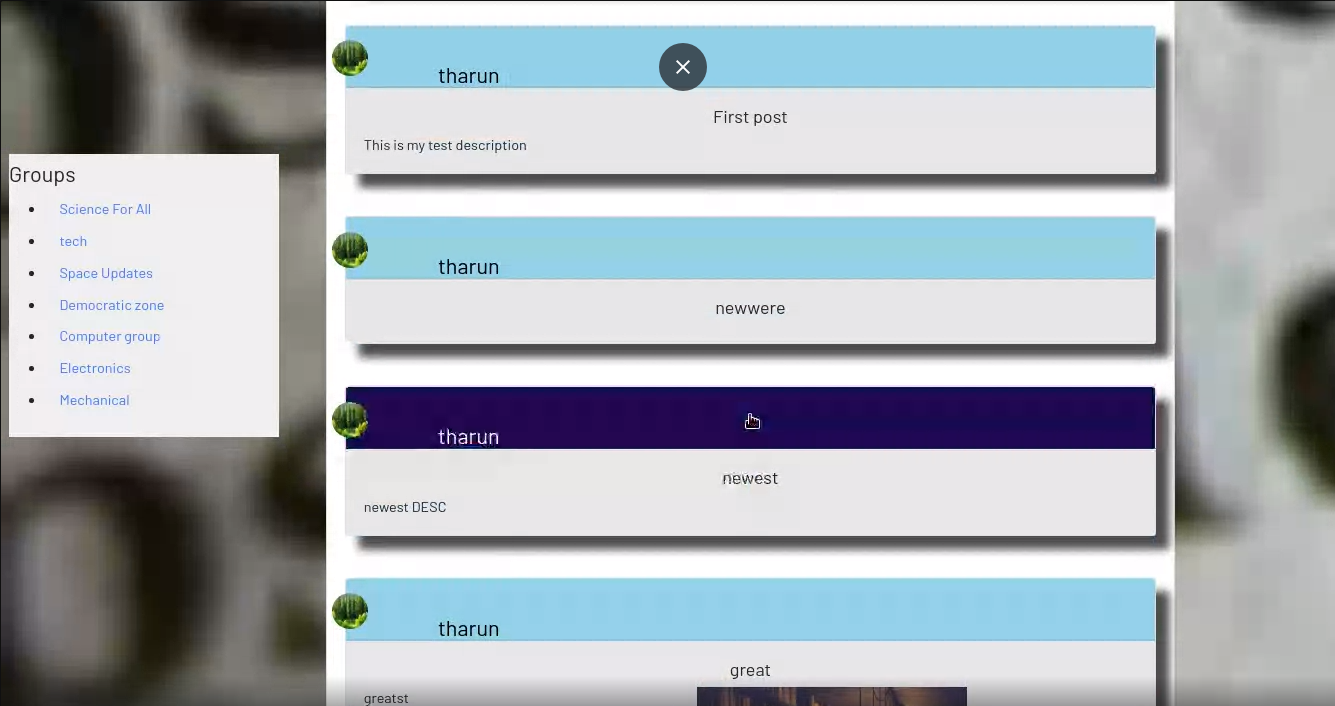 Groups
Science For All
tech
Space Updates
Democratic zone
Computer group
Electronics
Mechanical
tharun
First post
This is my test description
tharun
newwere
tharun
newest
newest DESC
tharun
great
greatst